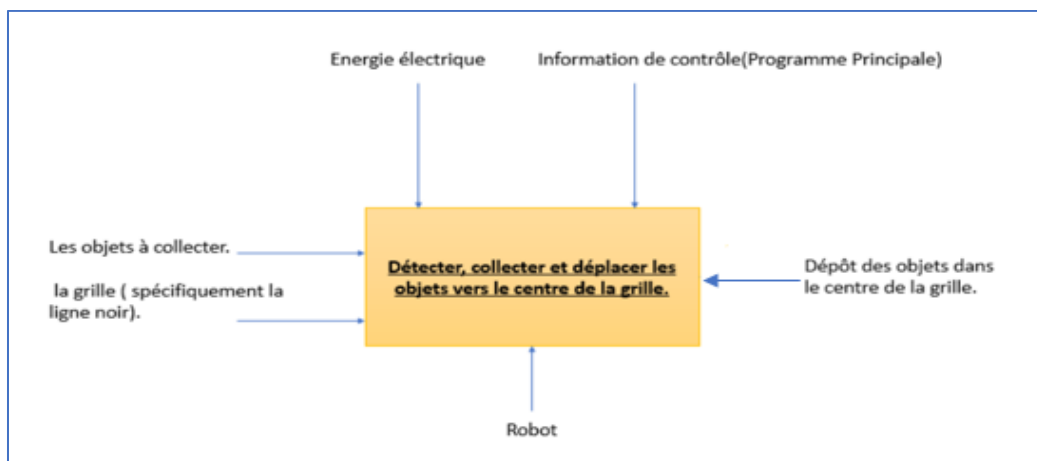 Energie électrique
Information de contrôle(Programme Principale)
Les objets à collecter.
la grille ( spécifiquement la
ligne noir).
Détecter, collecter et déplacer les
objets vers le centre de la grille.
Dépôt des objets dans
le centre de la grille.
Robot